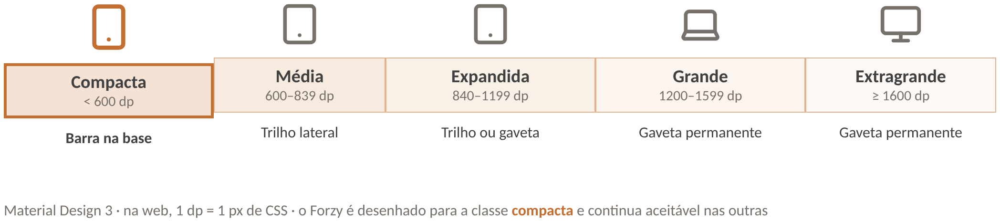 Compacta
< 600 dp
Barra na base
Média
600–839 dp
Trilho lateral
Expandida
840–1199 dp
Trilho ou gaveta
Grande
1200–1599 dp
Gaveta permanente
Extragrande
≥ 1600 dp
Gaveta permanente
Material Design 3 · na web, 1 dp = 1 px de CSS · o Forzy é desenhado para a classe compacta e continua aceitável nas outras